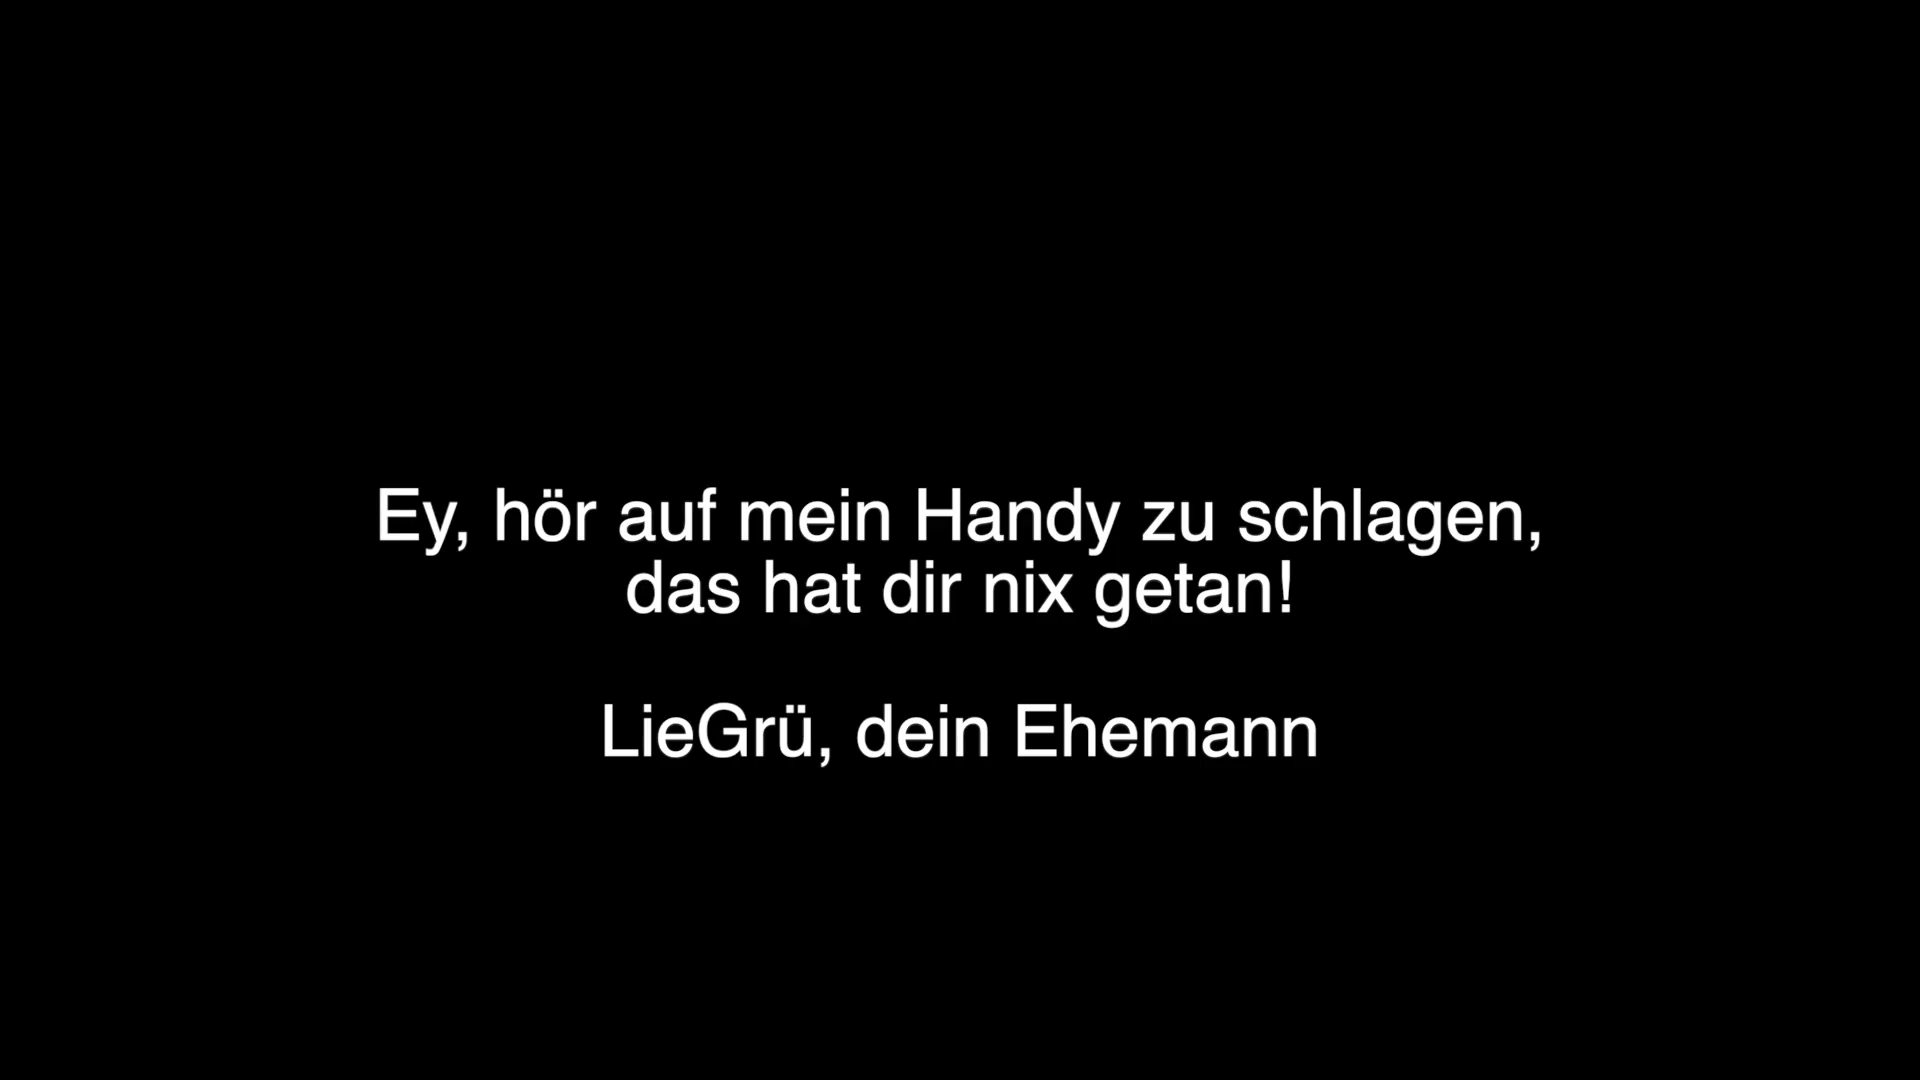 Ey, hör auf mein Handy zu schlagen,
das hat dir nix getan!
LieGrü, dein Ehemann